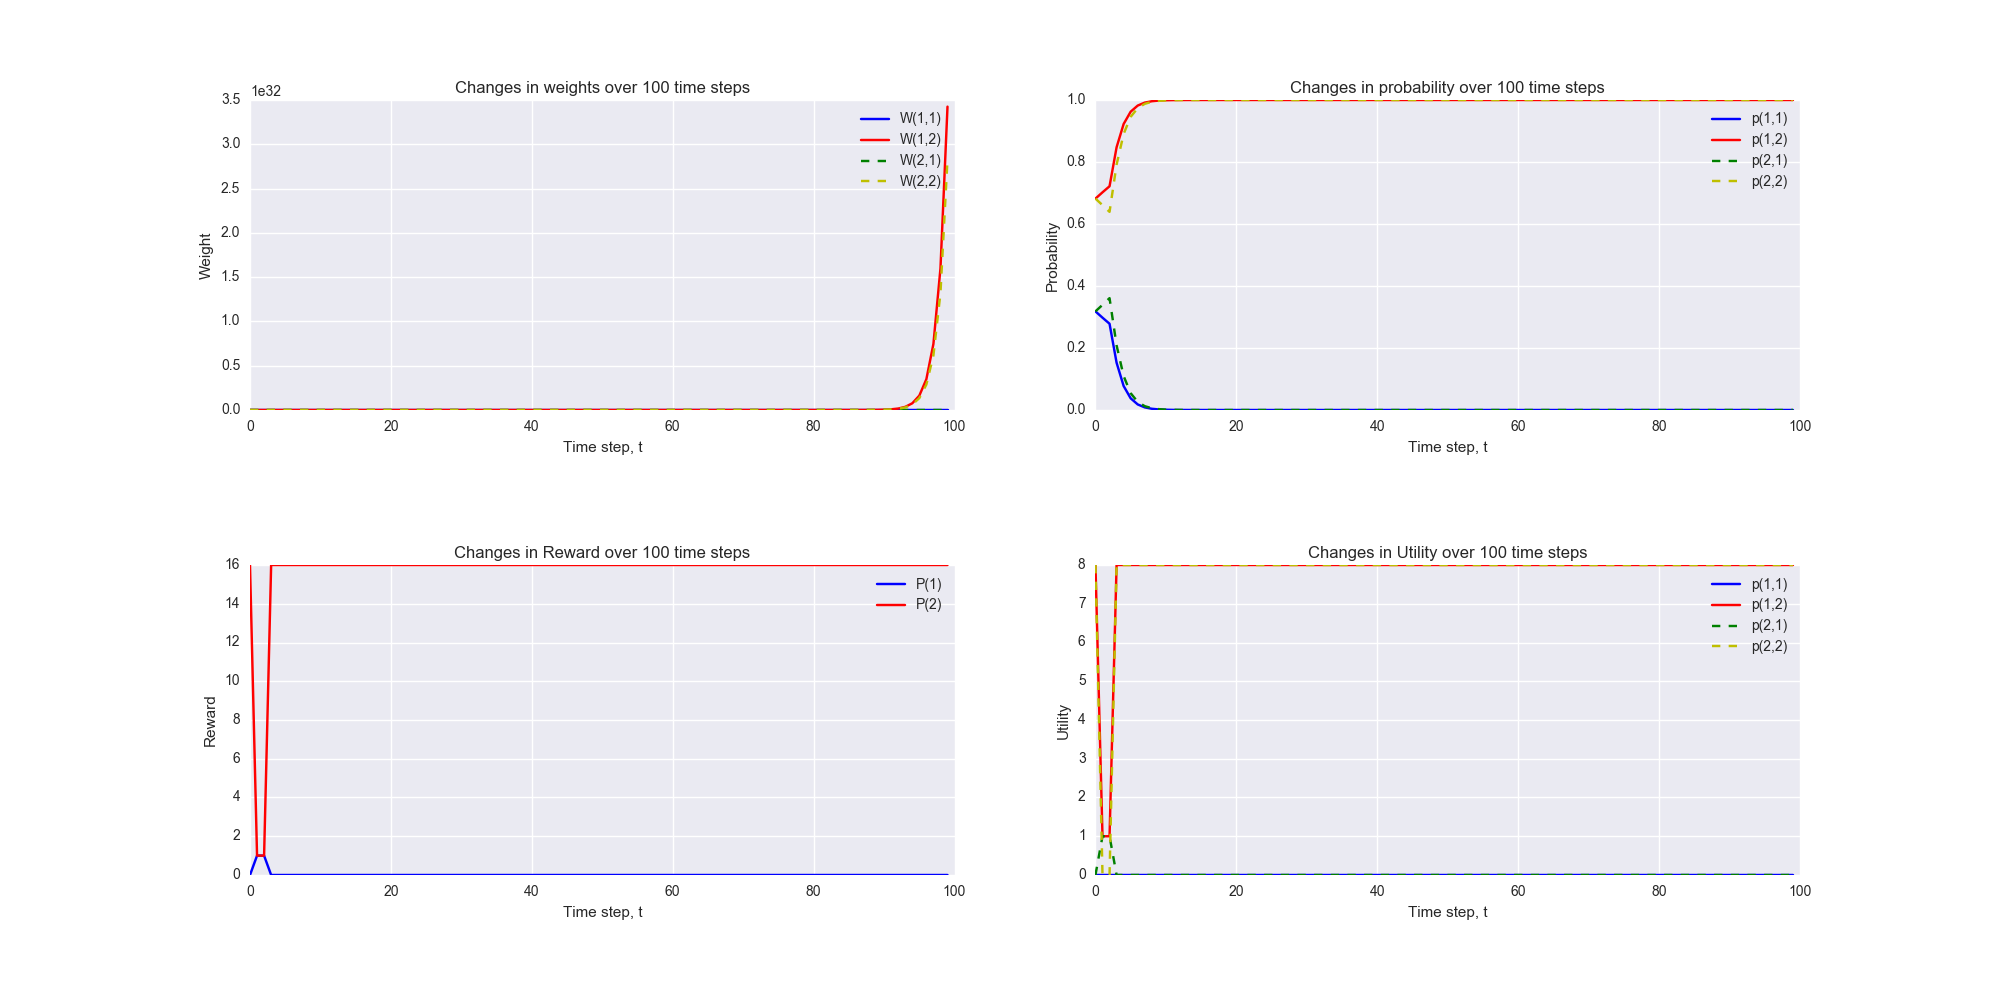 Changes in weights over 100 time steps
1e32
3.5
3.0
2.5
2.0
1.5
1.0
0.5
0.0
Weight
W(1,1)
W(1,2)
W(2,1)
W(2,2)
0 20 40 60 80 100
Time step, t
Changes in probability over 100 time steps
1.0
0.8
0.6
0.4
0.2
0.0
Probability
p(1,1)
p(1,2)
p(2,1)
p(2,2)
0 20 40 60 80 100
Time step, t
Changes in Reward over 100 time steps
16
14
12
10
8
6
4
2
0
Reward
P(1)
P(2)
0 20 40 60 80 100
Time step, t
Changes in Utility over 100 time steps
8
7
6
5
4
3
2
1
0
Utility
p(1,1)
p(1,2)
p(2,1)
p(2,2)
0 20 40 60 80 100
Time step, t